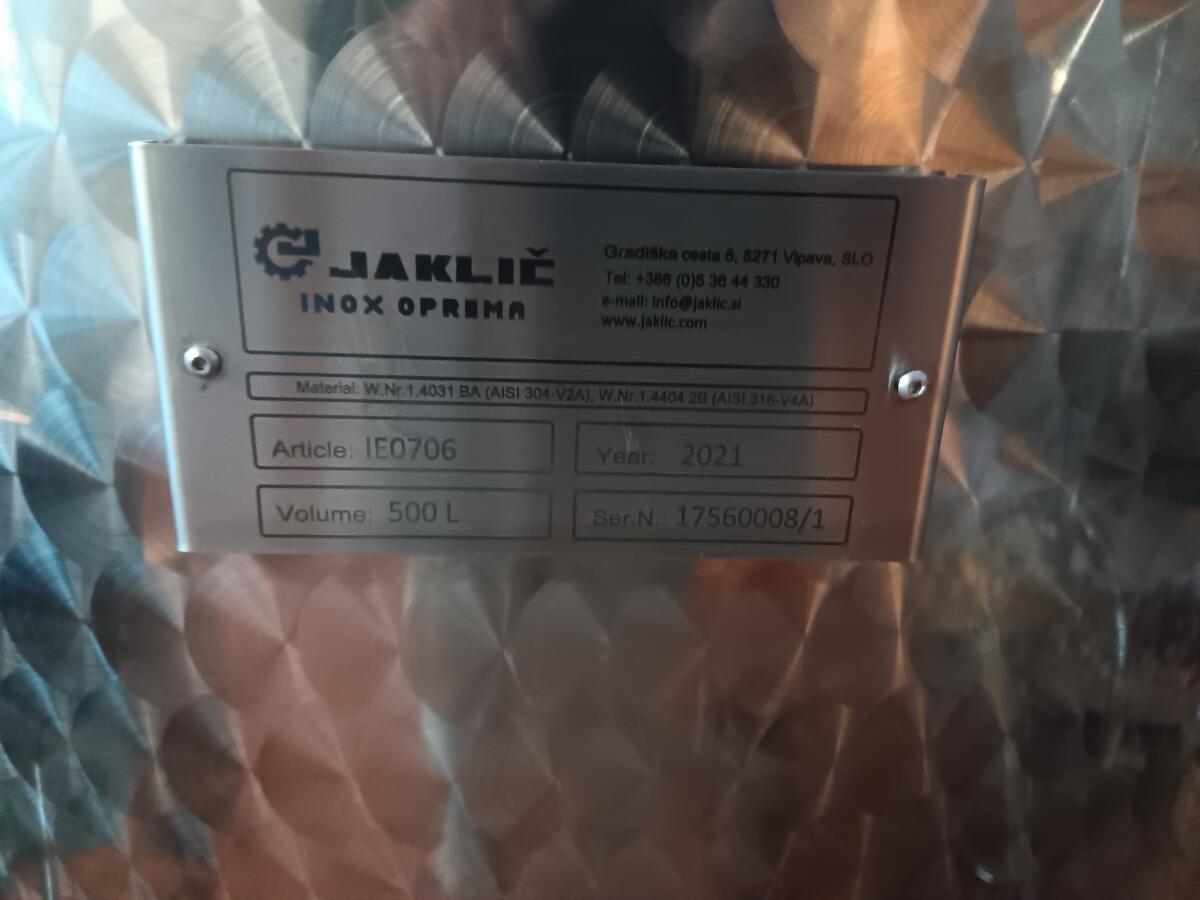 JAKLIČ
INOX OPREMA
Gradiška cesta 5, 5271 Vipava, SLO
Tel: +386 (0)5 36 44 330
e-mail: info@jaklic.si
www.jaklic.com
Material: W.Nr.1.4031 BA (AISI 304-V2A), W.Nr.1.4404 2B (AISI 316-V4A)
Article: IE0706
Year: 2021
Volume: 500 L
Ser.N.: 17560008/1